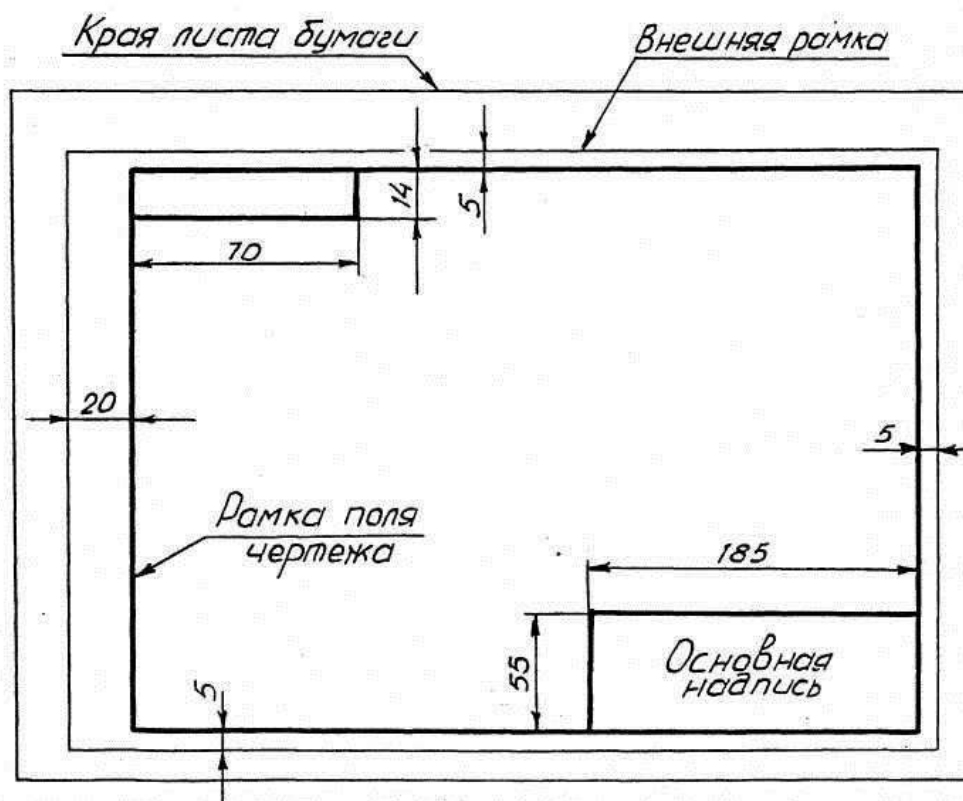 Края листа бумаги
Внешняя рамка
14
5
70
20
5
Рамка поля
чертежа
185
55
Основная
надпись
5